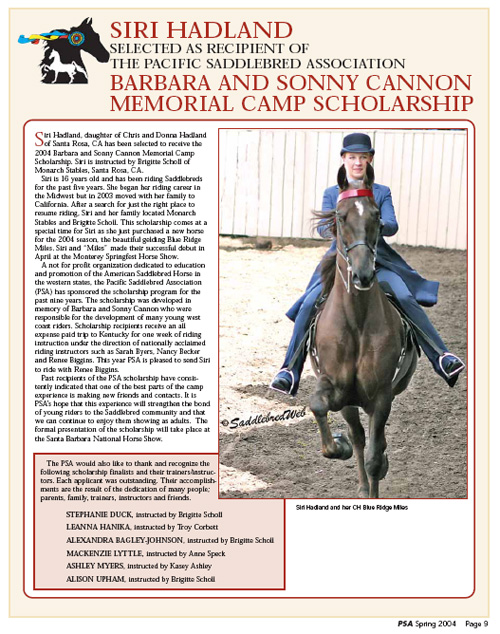 SIRI HADLAND
SELECTED AS RECIPIENT OF
THE PACIFIC SADDLEBRED ASSOCIATION
BARBARA AND SONNY CANNON
MEMORIAL CAMP SCHOLARSHIP
Siri Hadland, daughter of Chris and Donna Hadland
of Santa Rosa, CA has been selected to receive the
2004 Barbara and Sonny Cannon Memorial Camp
Scholarship. Siri is instructed by Brigitte Scholl of
Monarch Stables, Santa Rosa, CA.
Siri is 16 years old and has been riding Saddlebreds
for the past five years. She began her riding career in
the Midwest but in 2003 moved with her family to
California. After a search for just the right place to
resume riding, Siri and her family located Monarch
Stables and Brigitte Scholl. This scholarship comes at a
special time for Siri as she just purchased a new horse
for the 2004 season, the beautiful gelding Blue Ridge
Miles. Siri and "Miles" made their successful debut in
April at the Monterey Springfest Horse Show.
A not for profit organization dedicated to education
and promotion of the American Saddlebred Horse in
the western states, the Pacific Saddlebred Association
(PSA) has sponsored the scholarship program for the
past nine years. The scholarship was developed in
memory of Barbara and Sonny Cannon who were
responsible for the development of many young west
coast riders. Scholarship recipients receive an all
expense paid trip to Kentucky for one week of riding
instruction under the direction of nationally acclaimed
riding instructors such as Sarah Byers, Nancy Becker
and Renee Biggins. This year PSA is pleased to send Siri
to ride with Renee Biggins.
Past recipients of the PSA scholarship have consis-
tently indicated that one of the best parts of the camp
experience is making new friends and contacts. It is
PSA's hope that this experience will strengthen the bond
of young riders to the Saddlebred community and that
we can continue to enjoy them showing as adults. The
formal presentation of the scholarship will take place at
the Santa Barbara National Horse Show.
© SaddlebredWeb
Siri Hadland and her CH Blue Ridge Miles
The PSA would also like to thank and recognize the
following scholarship finalists and their trainers/instruc-
tors. Each applicant was outstanding. Their accomplish-
ments are the result of the dedication of many people;
parents, family, trainers, instructors and friends.
STEPHANIE DUCK, instructed by Brigitte Scholl
LEANNA HANIKA, instructed by Troy Corbett
ALEXANDRA BAGLEY-JOHNSON, instructed by Brigitte Scholl
MACKENZIE LYTTLE, instructed by Anne Speck
ASHLEY MYERS, instructed by Kasey Ashley
ALISON UPHAM, instructed by Brigitte Scholl
PSA Spring 2004 Page 9